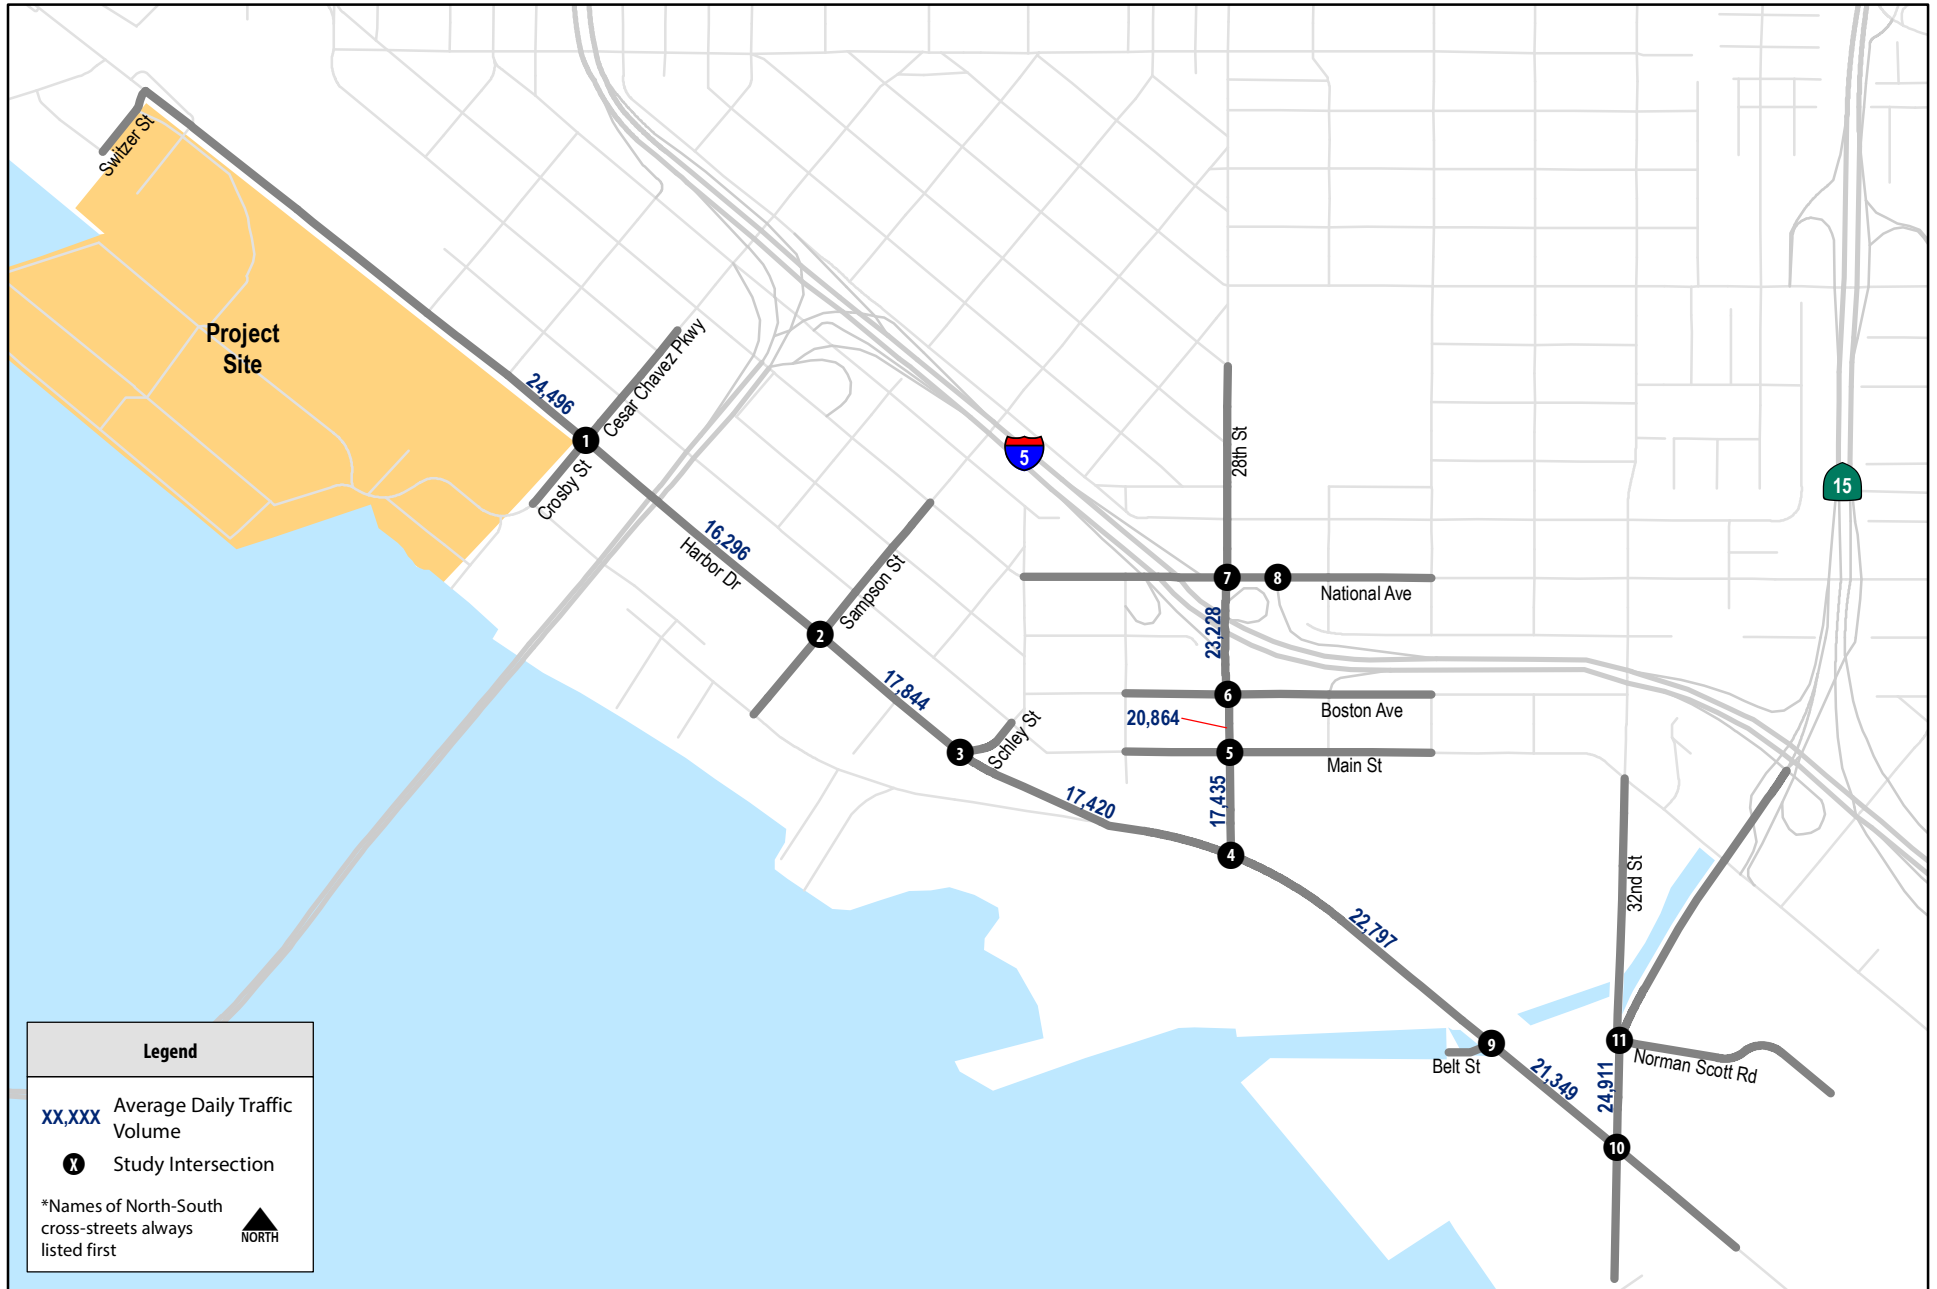 Switzer St
Project
Site
24,496
Cesar Chavez Pkwy
1
Crosby St
16,296
Harbor Dr
Sampson St
2
17,844
3
Schley St
17,420
5
28th St
15
7
8
National Ave
23,228
6
Boston Ave
20,864
5
Main St
17,435
4
22,797
32nd St
9
Belt St
21,349
11
Norman Scott Rd
24,911
10
Legend
XX,XXX
Average Daily Traffic
Volume
X
Study Intersection
*Names of North-South
cross-streets always
listed first
NORTH